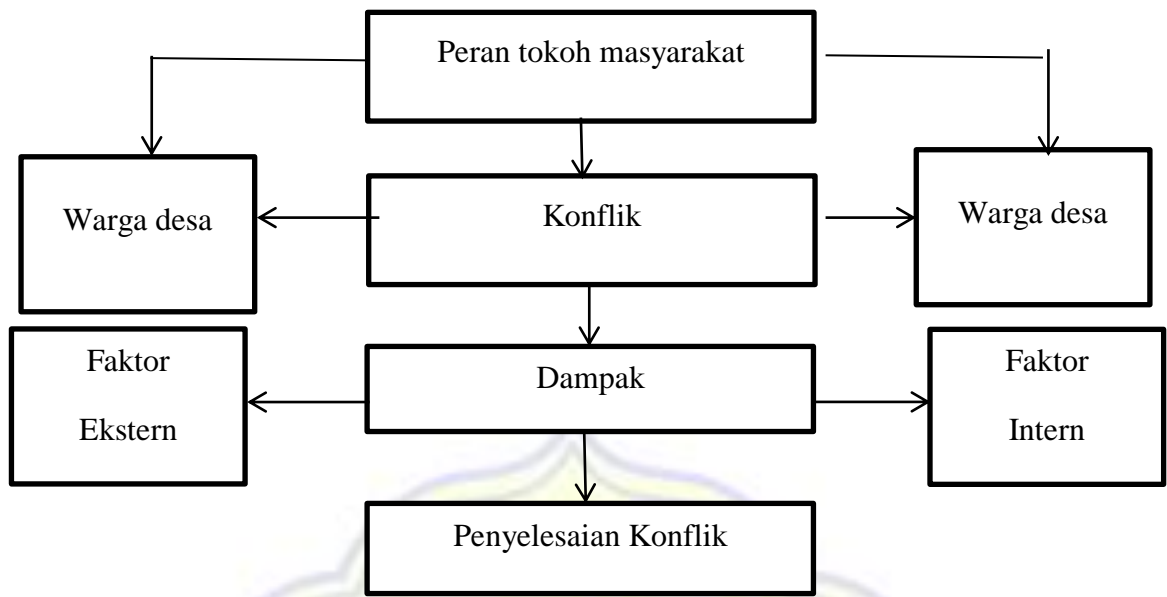 Peran tokoh masyarakat
Warga desa
Konflik
Warga desa
Faktor
Ekstern
Dampak
Faktor
Intern
Penyelesaian Konflik